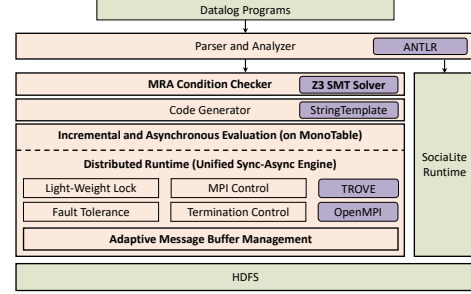 Datalog Programs
Parser and Analyzer
ANTLR
MRA Condition Checker
Z3 SMT Solver
Code Generator
StringTemplate
Incremental and Asynchronous Evaluation (on MonoTable)
Distributed Runtime (Unified Sync-Async Engine)
Light-Weight Lock
MPI Control
TROVE
Fault Tolerance
Termination Control
OpenMPI
Adaptive Message Buffer Management
SociaLite
Runtime
HDFS